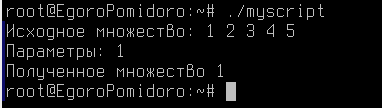 root@EgoroPomidoro:~# ./myscript
Исходное множество: 1 2 3 4 5
Параметры: 1
Полученное множество 1
root@EgoroPomidoro:~#